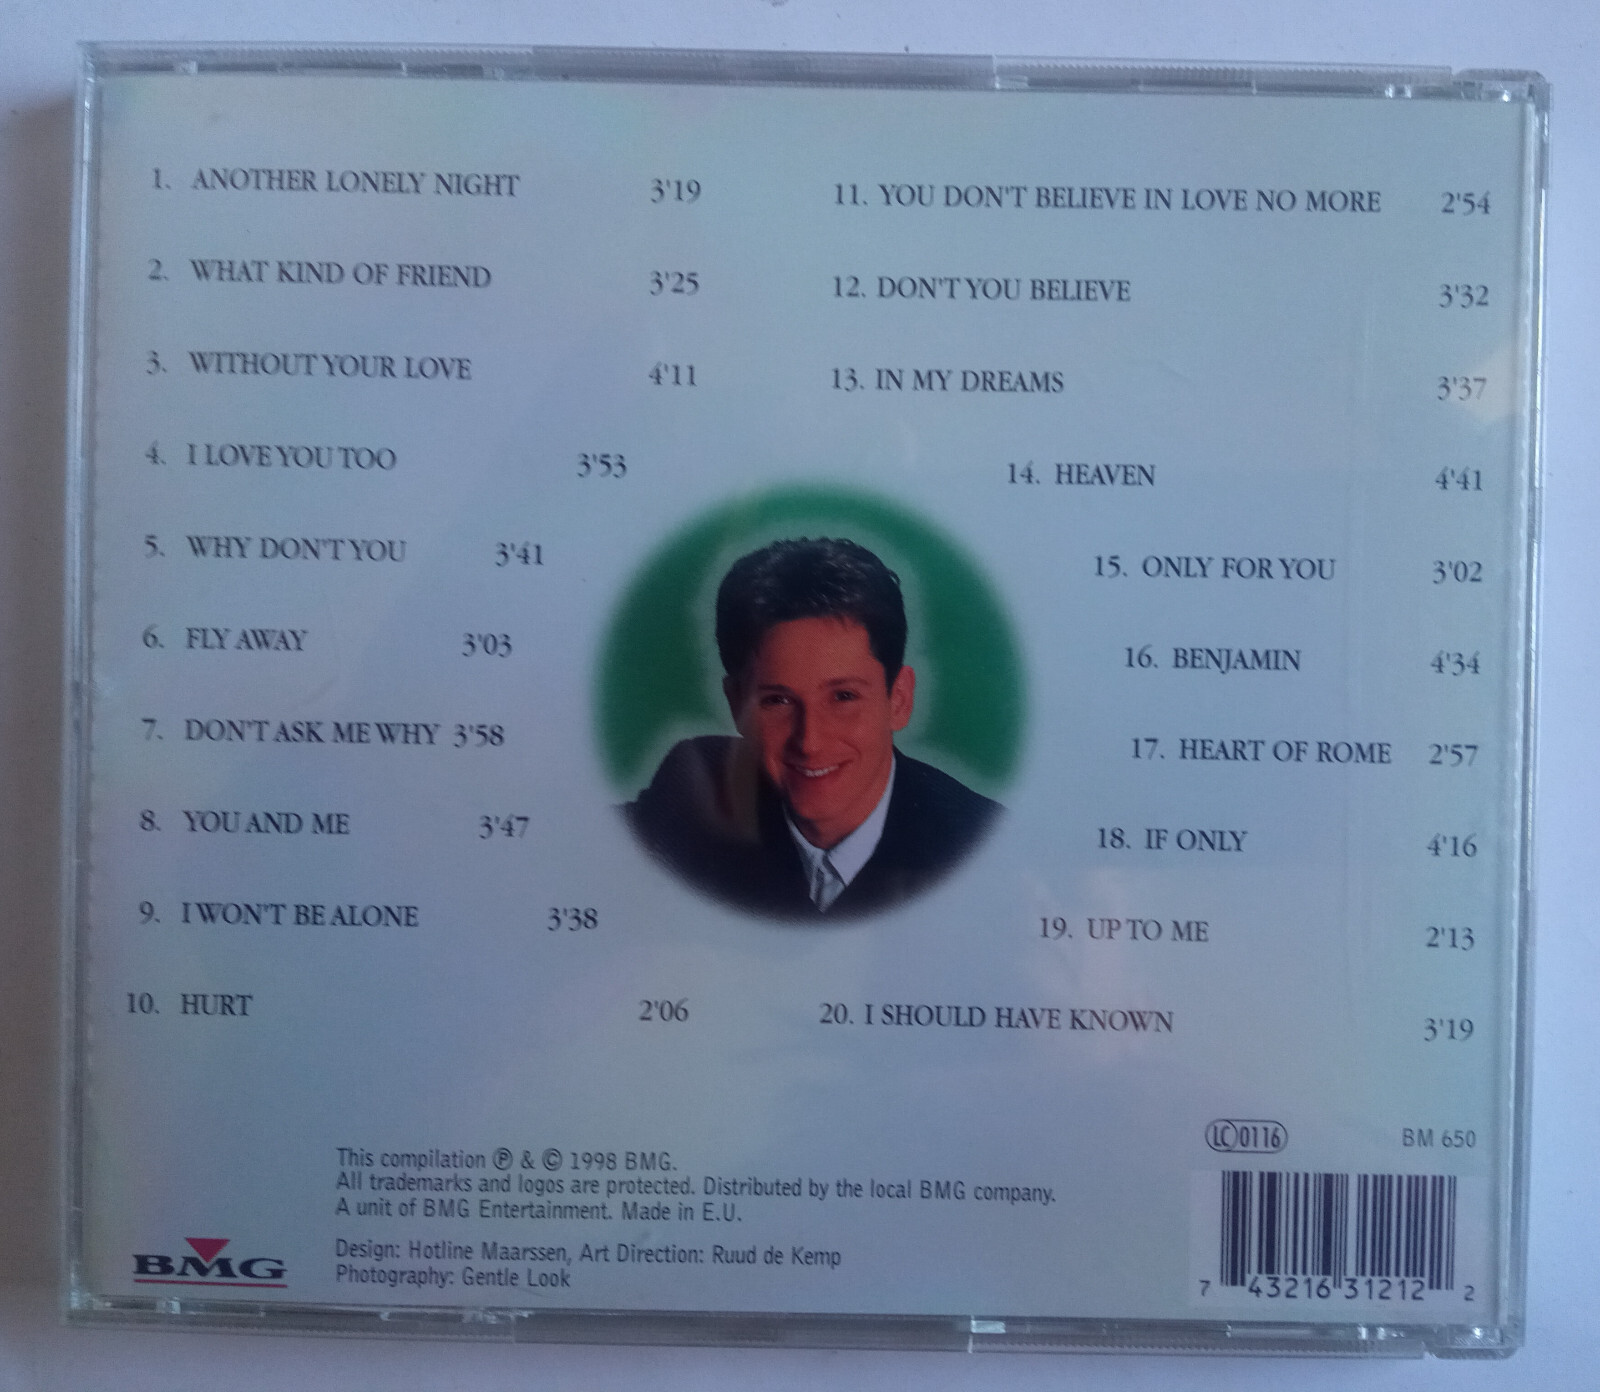 1. ANOTHER LONELY NIGHT 3'19
2. WHAT KIND OF FRIEND 3'25
3. WITHOUT YOUR LOVE 4'11
4. I LOVE YOU TOO 3'53
5. WHY DON'T YOU 3'41
6. FLY AWAY 3'03
7. DON'T ASK ME WHY 3'58
8. YOU AND ME 3'47
9. I WON'T BE ALONE 3'38
10. HURT 2'06
11. YOU DON'T BELIEVE IN LOVE NO MORE 2'54
12. DON'T YOU BELIEVE 3'32
13. IN MY DREAMS 3'37
14. HEAVEN 4'41
15. ONLY FOR YOU 3'02
16. BENJAMIN 4'34
17. HEART OF ROME 2'57
18. IF ONLY 4'16
19. UP TO ME 2'13
20. I SHOULD HAVE KNOWN 3'19
This compilation ℗ & © 1998 BMG.
All trademarks and logos are protected. Distributed by the local BMG company.
A unit of BMG Entertainment. Made in E.U.
Design: Hotline Maarssen, Art Direction: Ruud de Kemp
Photography: Gentle Look
BMG
LC 0116
BM 650
7 43216 31212 2